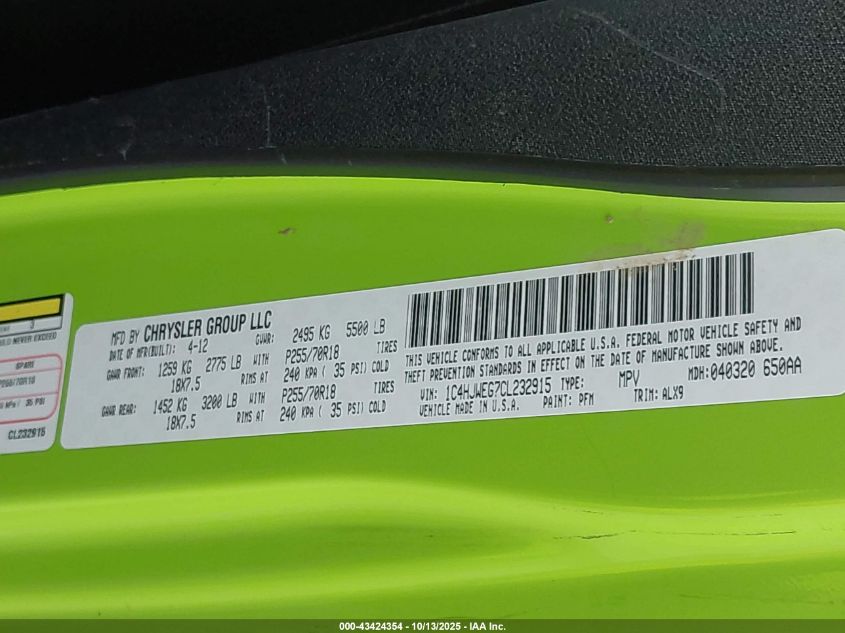 3
SPARE
35 PSI
CL232915
MFD BY CHRYSLER GROUP LLC
DATE OF MFR(BUILT): 4-12 GVWR: 2495 KG 5500 LB
GAWR FRONT: 1259 KG 2775 LB WITH P255/70R18 TIRES
18X7.5 RIMS AT 240 KPA ( 35 PSI) COLD
GAWR REAR: 1452 KG 3200 LB WITH P255/70R18 TIRES
18X7.5 RIMS AT 240 KPA ( 35 PSI) COLD
THIS VEHICLE CONFORMS TO ALL APPLICABLE U.S.A. FEDERAL MOTOR VEHICLE SAFETY AND
THEFT PREVENTION STANDARDS IN EFFECT ON THE DATE OF MANUFACTURE SHOWN ABOVE.
VIN: 1C4HJWEG7CL232915 TYPE: MPV MDH: 040320 650AA
VEHICLE MADE IN U.S.A. PAINT: PFM TRIM: ALX9
000-43424354 - 10/13/2025 - IAA Inc.